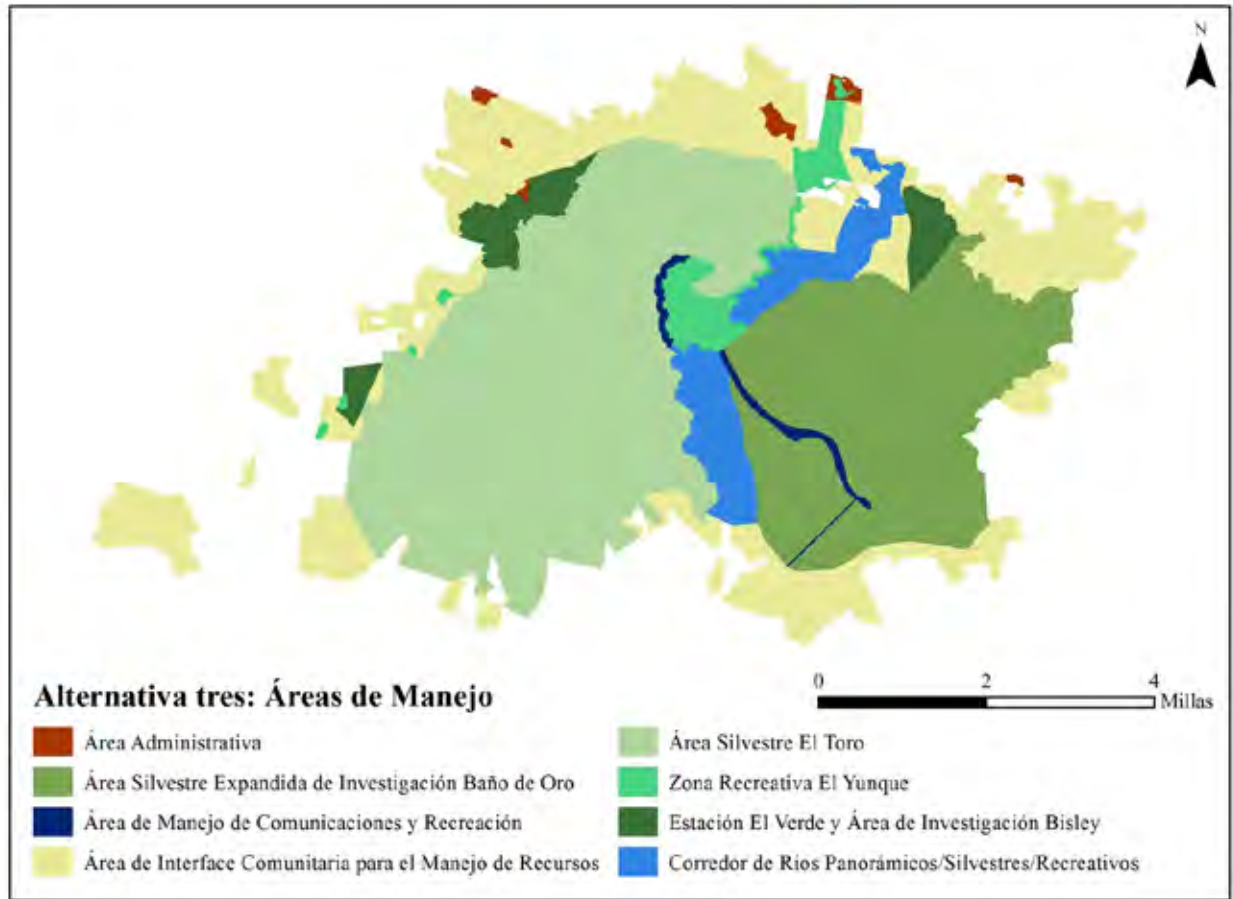 N
Alternativa tres: Áreas de Manejo
0 2 4
Millas
Área Administrativa
Área Silvestre Expandida de Investigación Baño de Oro
Área de Manejo de Comunicaciones y Recreación
Área de Interface Comunitaria para el Manejo de Recursos
Área Silvestre El Toro
Zona Recreativa El Yunque
Estación El Verde y Área de Investigación Bisley
Corredor de Ríos Panorámicos/Silvestres/Recreativos